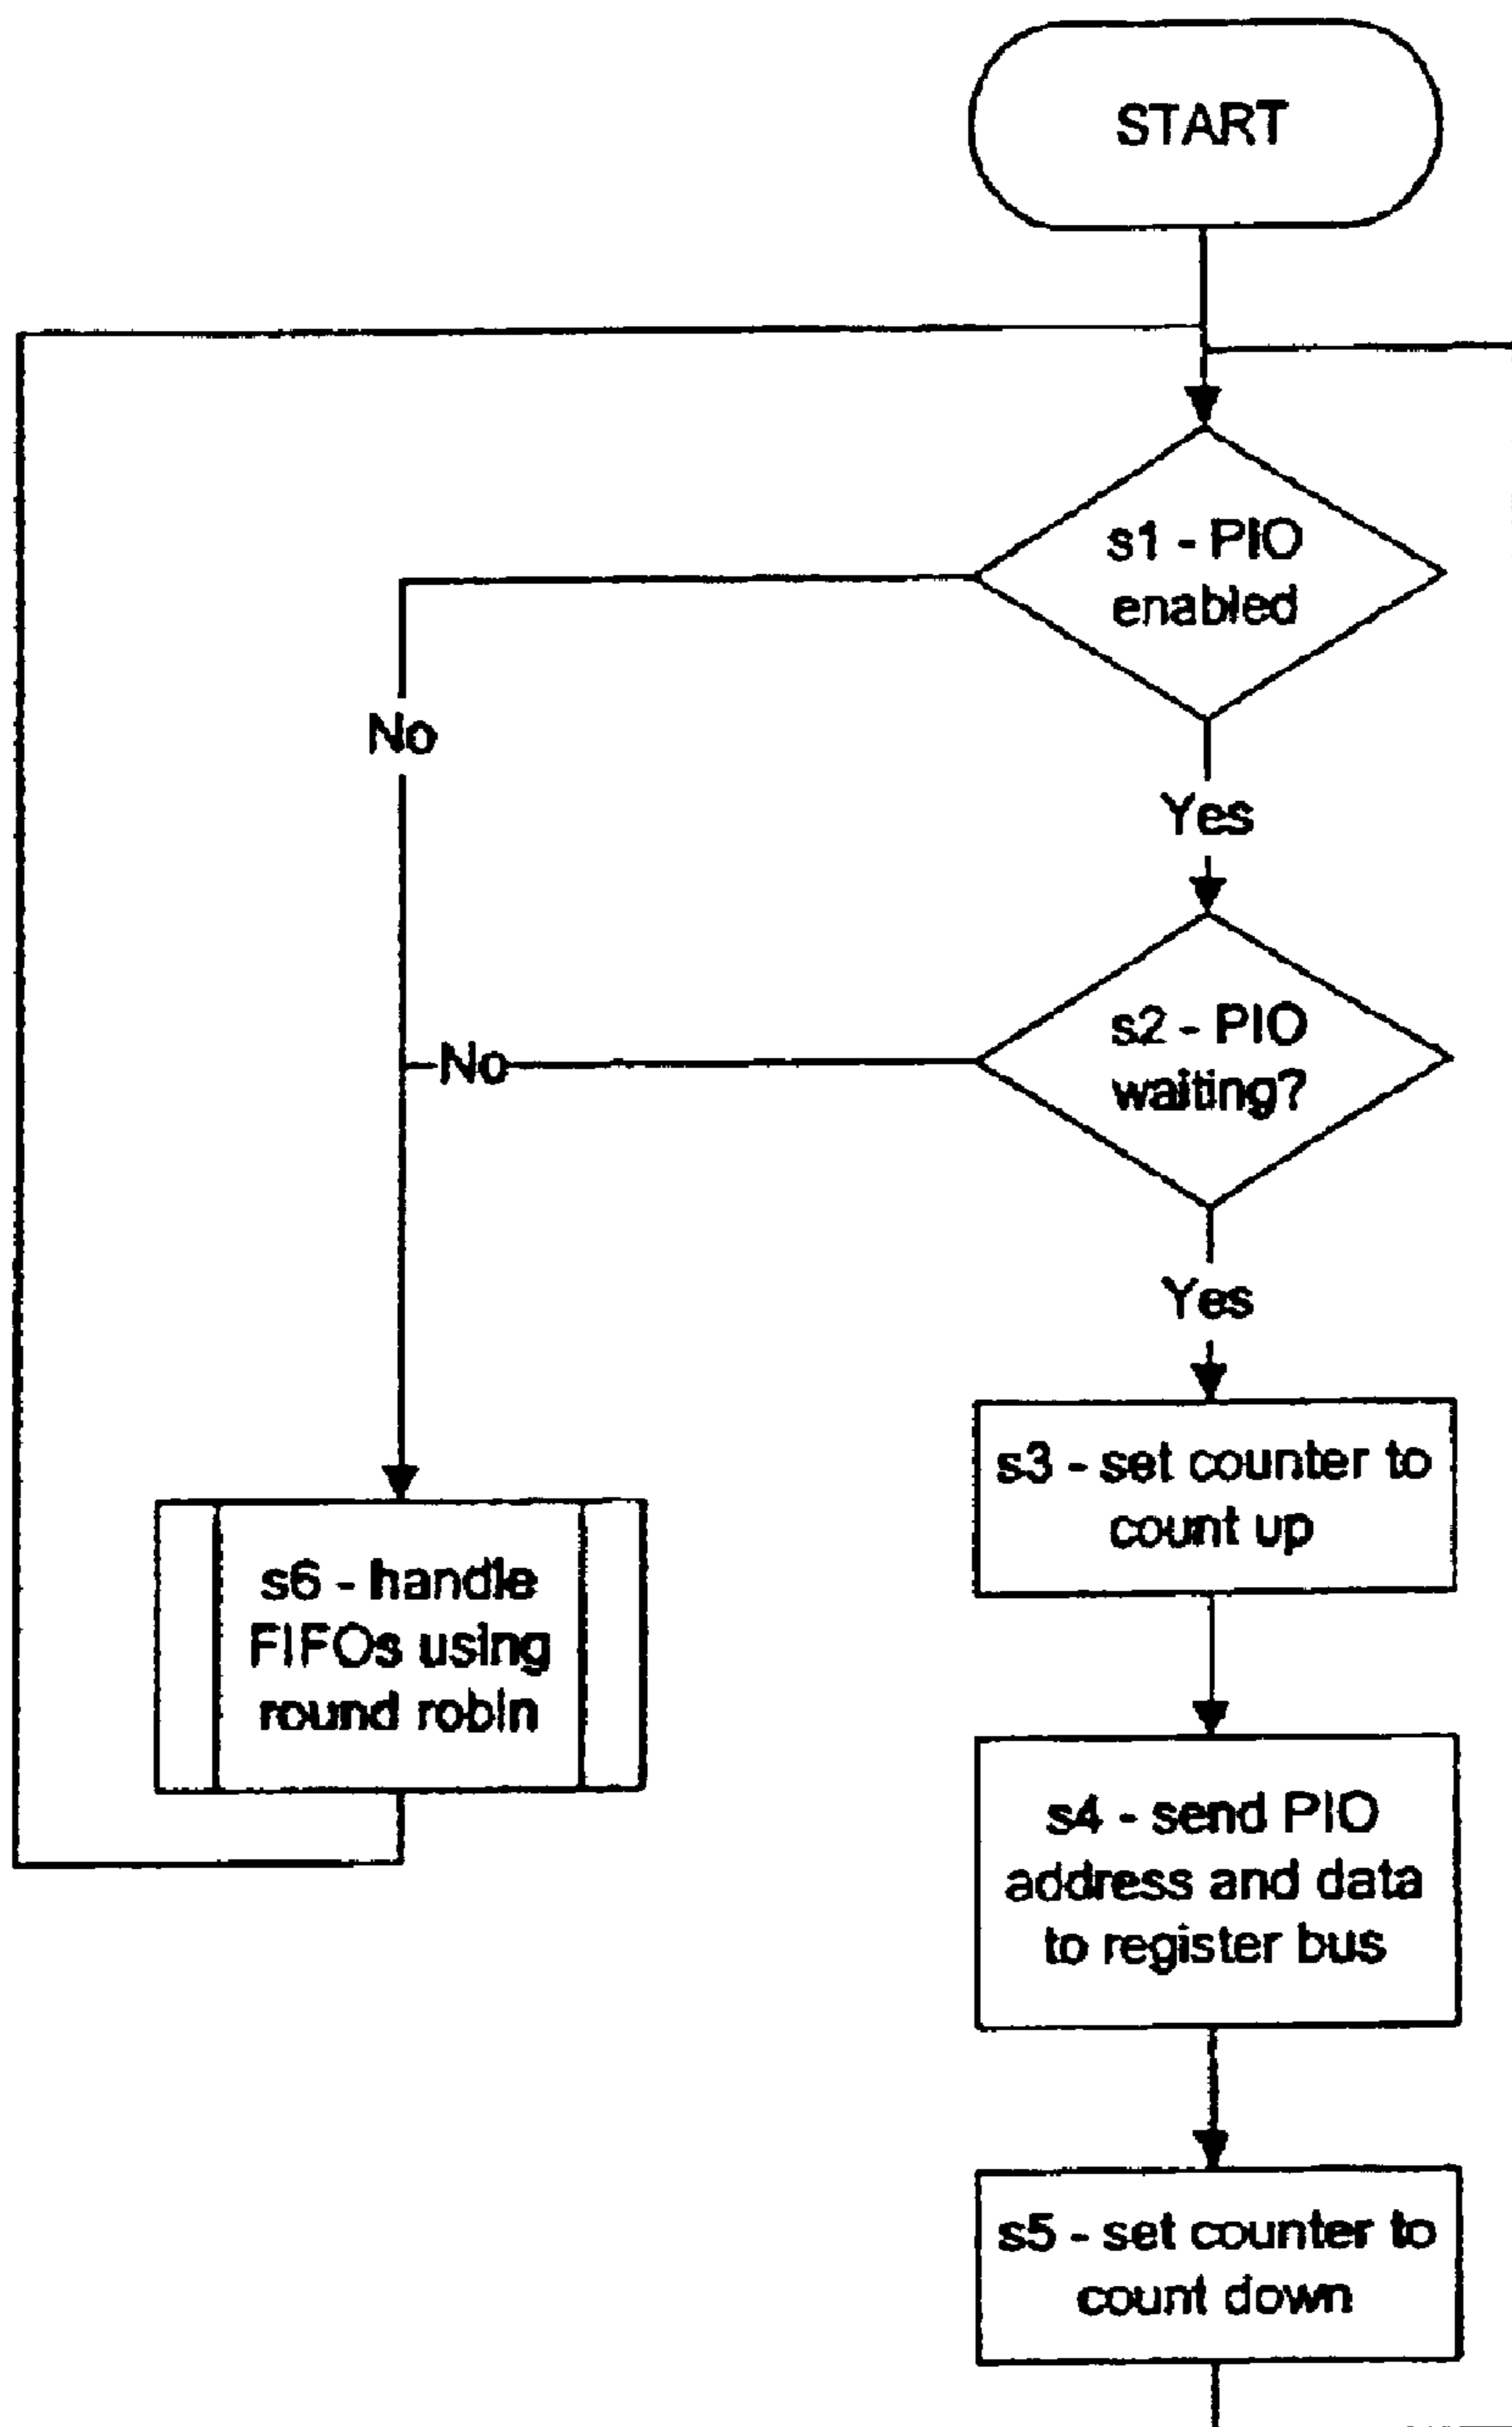 START
s1 - PIO
enabled
No
Yes
s2 - PIO
waiting?
No
Yes
s3 - set counter to
count up
s6 - handle
FIFOs using
round robin
s4 - send PIO
address and data
to register bus
s5 - set counter to
count down